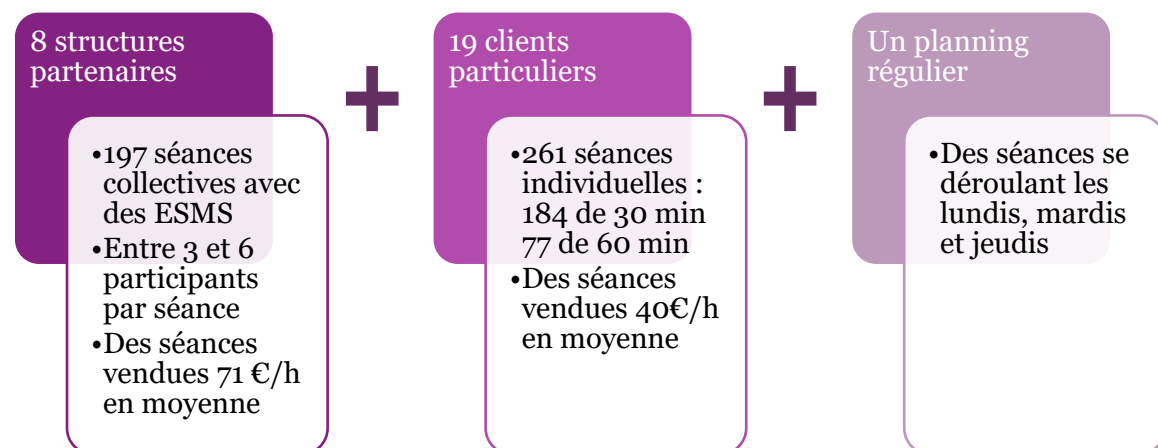 8 structures
partenaires
•197 séances
collectives avec
des ESMS
•Entre 3 et 6
participants
par séance
•Des séances
vendues 71 €/h
en moyenne
+
19 clients
particuliers
•261 séances
individuelles :
184 de 30 min
77 de 60 min
•Des séances
vendues 40€/h
en moyenne
+
Un planning
régulier
•Des séances se
déroulant les
lundis, mardis
et jeudis